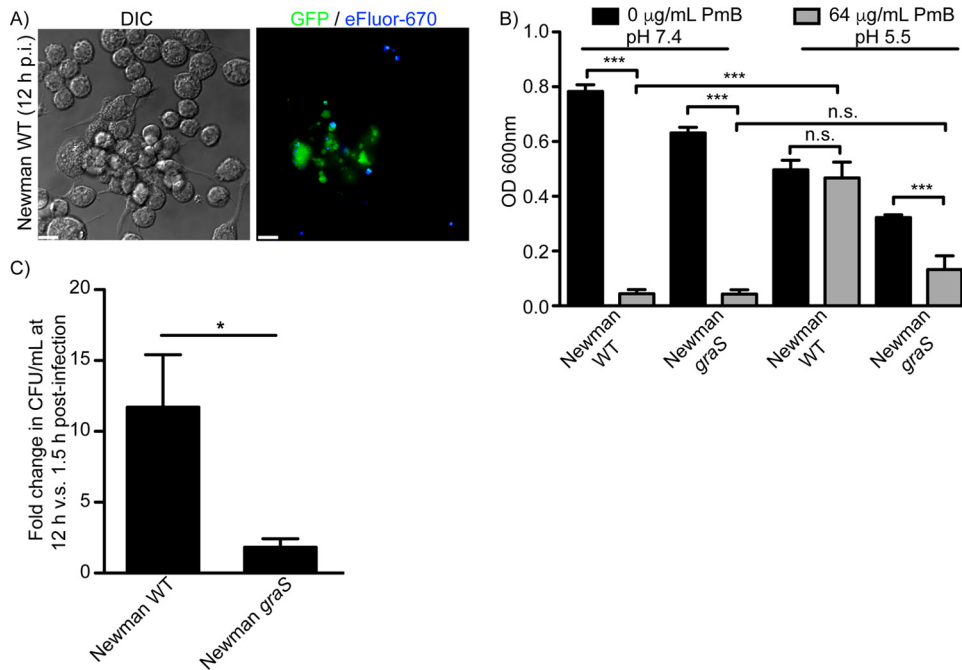 A)
DIC
GFP / eFluor-670
Newman WT (12 h p.i.)
B)
0 µg/mL PmB
64 µg/mL PmB
pH 7.4
pH 5.5
***
***
***
n.s.
n.s.
***
OD 600nm
1.0
0.8
0.6
0.4
0.2
0.0
Newman
WT
Newman
graS
Newman
WT
Newman
graS
C)
Fold change in CFU/mL at
12 h v.s. 1.5 h post-infection
20
15
10
5
0
*
Newman WT
Newman graS